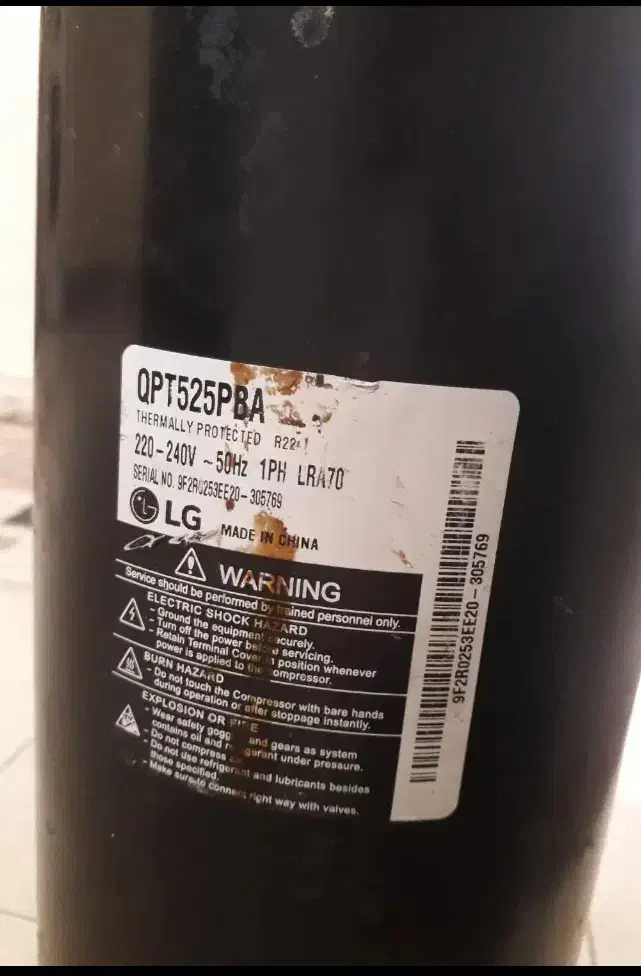 QPT525PBA
THERMALLY PROTECTED R22
220-240V ~50Hz 1PH LRA70
SERIAL NO. 9F2R0253EE20-305769
LG MADE IN CHINA
WARNING
Service should be performed by trained personnel only.
ELECTRIC SHOCK HAZARD
- Ground the equipment securely.
- Turn off the power before servicing.
- Retain Terminal Cover in position whenever
power is applied to the compressor.
BURN HAZARD
- Do not touch the Compressor with bare hands
during operation or after stoppage instantly.
EXPLOSION OR FIRE
- Wear safety and gears as system
contains oil and refrigerant under pressure.
- Do not compress
- Do not use refrigerant and lubricants besides
those specified.
- Make sure to connect right way with valves.
9F2R0253EE20-305769